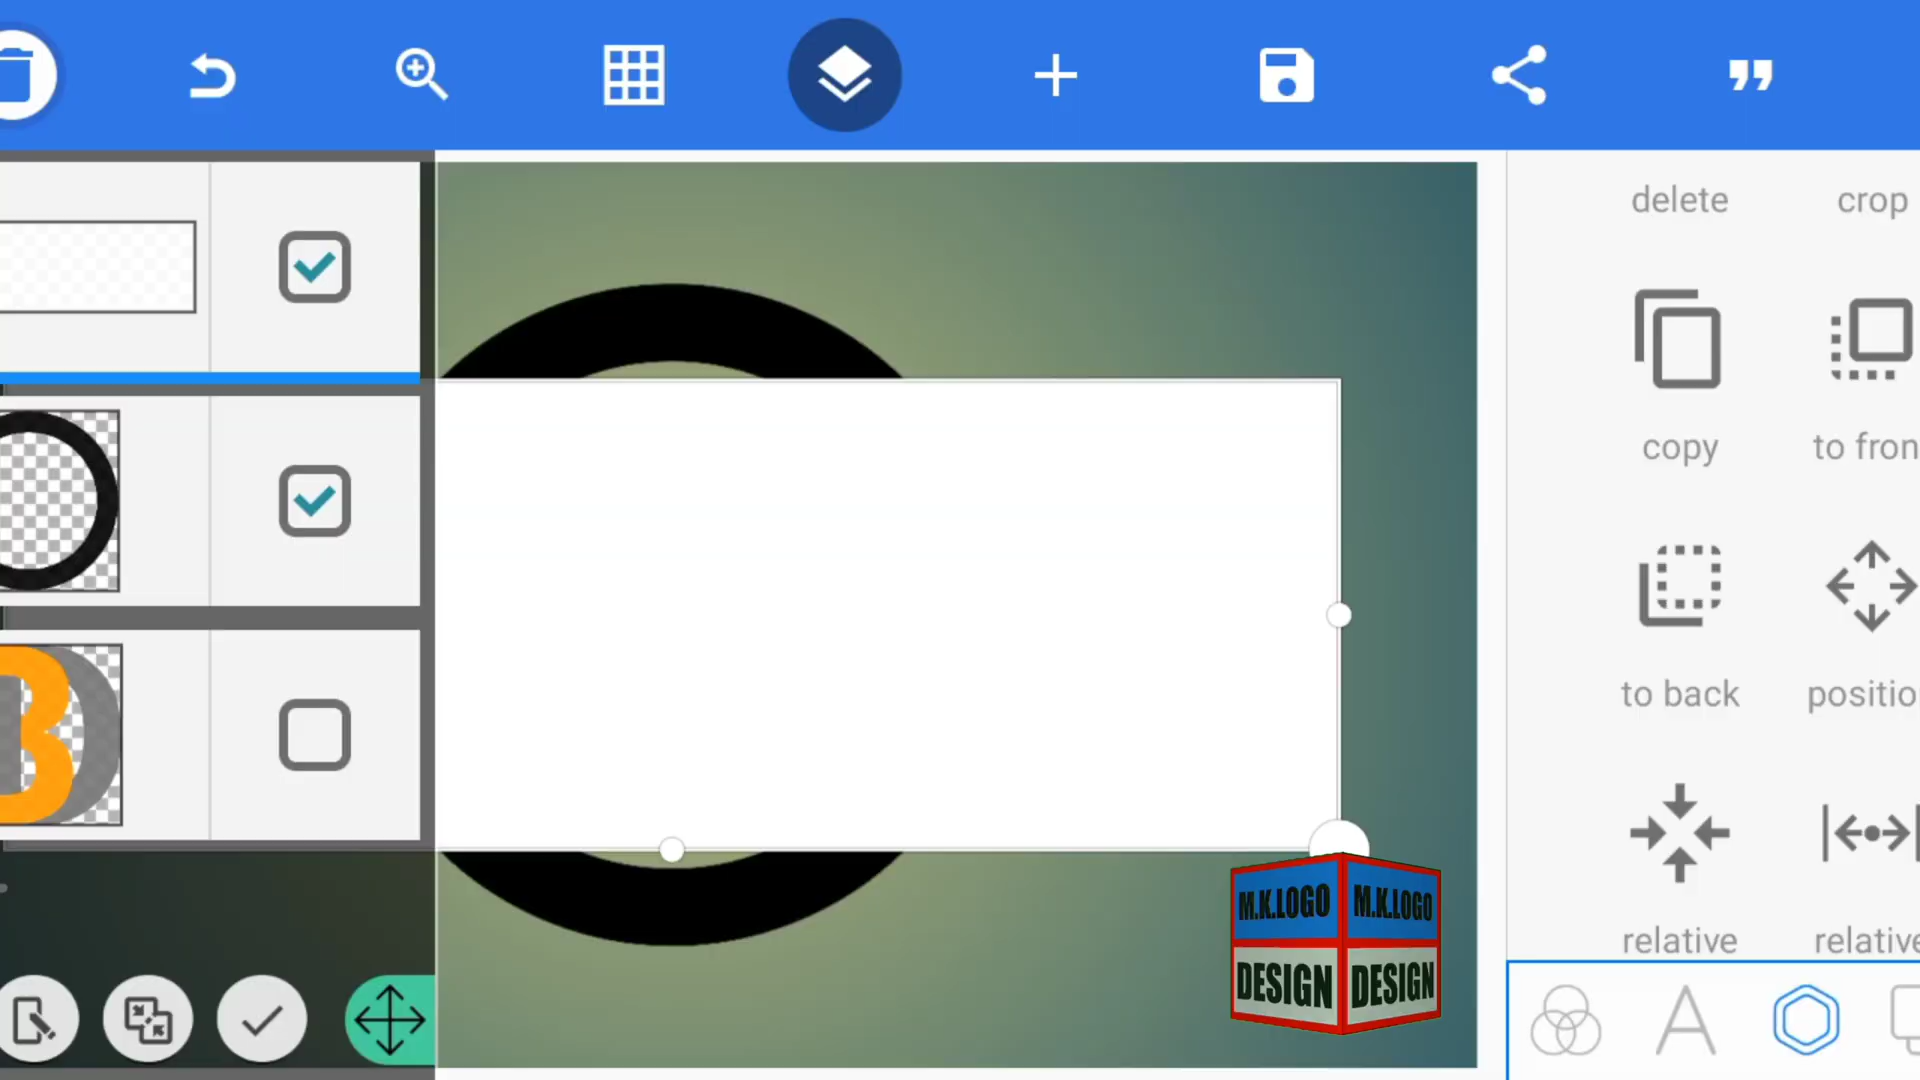 delete
crop
copy
to fron
to back
positio
relative
relative
M.K.LOGO
M.K.LOGO
DESIGN
DESIGN
A
B